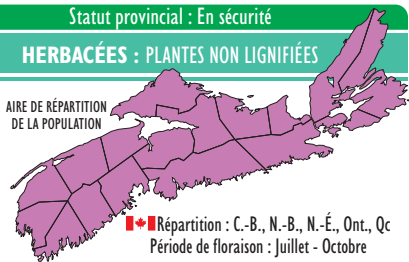 Statut provincial : En sécurité
HERBACÉES : PLANTES NON LIGNIFIÉES
AIRE DE RÉPARTITION
DE LA POPULATION
Répartition : C.-B., N.-B., N.-É., Ont., Qc
Période de floraison : Juillet - Octobre